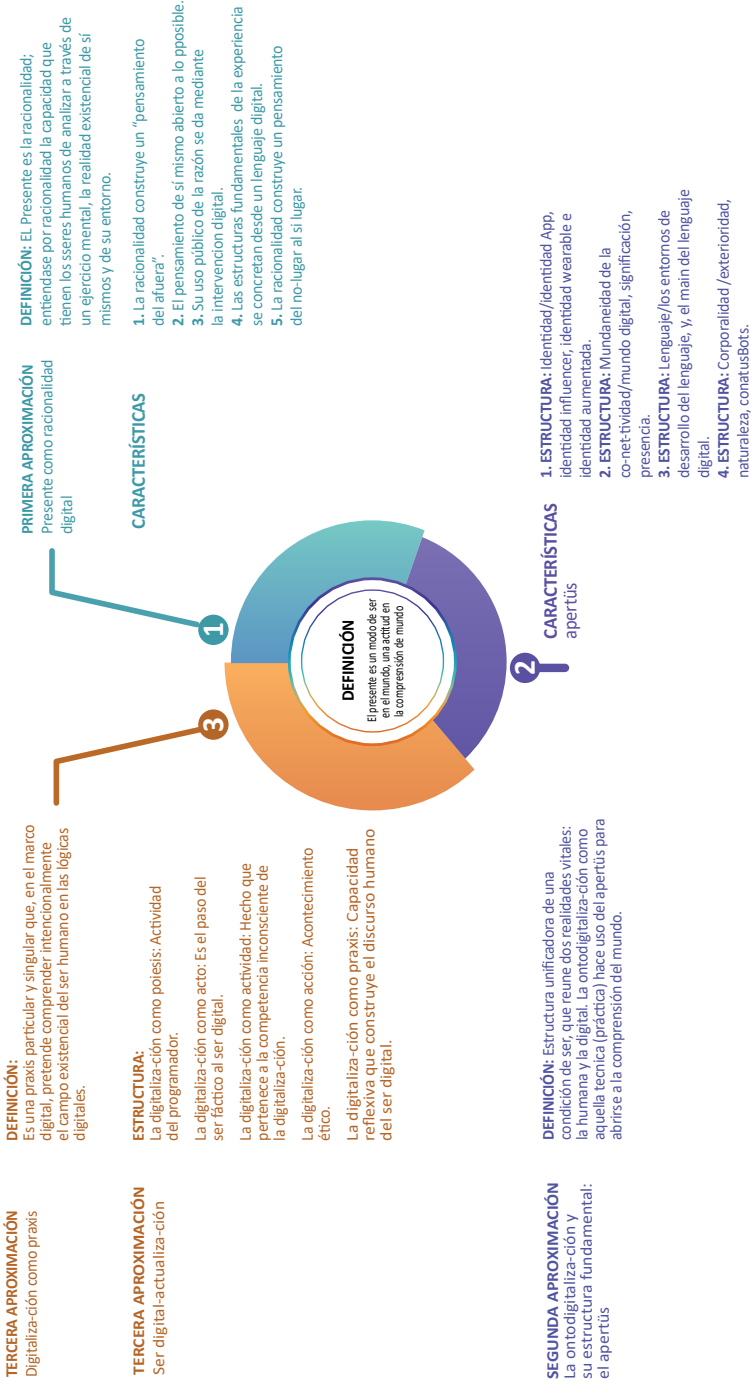 TERCERA APROXIMACIÓN
Digitaliza-ción como praxis
DEFINICIÓN:
Es una praxis particular y singular que, en el marco
digital, pretende comprender intencionalmente
el campo existencial del ser humano en las lógicas
digitales.
TERCERA APROXIMACIÓN
Ser digital-actualiza-ción
ESTRUCTURA:
La digitaliza-ción como poiesis: Actividad
del programador.
La digitaliza-ción como acto: Es el paso del
ser fáctico al ser digital.
La digitaliza-ción como actividad: Hecho que
pertenece a la competencia inconsciente de
la digitaliza-ción.
La digitaliza-ción como acción: Acontecimiento
ético.
La digitaliza-ción como praxis: Capacidad
reflexiva que construye el discurso humano
del ser digital.
3
1
PRIMERA APROXIMACIÓN
Presente como racionalidad
digital
DEFINICIÓN: EL Presente es la racionalidad;
entiéndase por racionalidad la capacidad que
tienen los sseres humanos de analizar a través de
un ejercicio mental, la realidad existencial de sí
mismos y de su entorno.
CARACTERÍSTICAS
1. La racionalidad construye un "pensamiento
del afuera".
2. El pensamiento de sí mismo abierto a lo pposible.
3. Su uso público de la razón se da mediante
la intervencion digital.
4. Las estructuras fundamentales de la experiencia
se concretan desde un lenguaje digital.
5. La racionalidad construye un pensamiento
del no-lugar al si lugar.
DEFINICIÓN
El presente es un modo de ser
en el mundo, una actitud en
la compresnsión de mundo
SEGUNDA APROXIMACIÓN
La ontodigitaliza-ción y
su estructura fundamental:
el apertüs
DEFINICIÓN: Estructura unificadora de una
condición de ser, que reune dos realidades vitales:
la humana y la digital. La ontodigitaliza-ción como
aquella tecnica (práctica) hace uso del apertüs para
abrirse a la comprensión del mundo.
2
CARACTERÍSTICAS
apertüs
1. ESTRUCTURA: Identidad/identidad App,
identidad influencer, identidad wearable e
identidad aumentada.
2. ESTRUCTURA: Mundaneidad de la
co-net-tividad/mundo digital, significación,
presencia.
3. ESTRUCTURA: Lenguaje/los entornos de
desarrollo del lenguaje, y, el main del lenguaje
digital.
4. ESTRUCTURA: Corporalidad /exterioridad,
naturaleza, conatusBots.